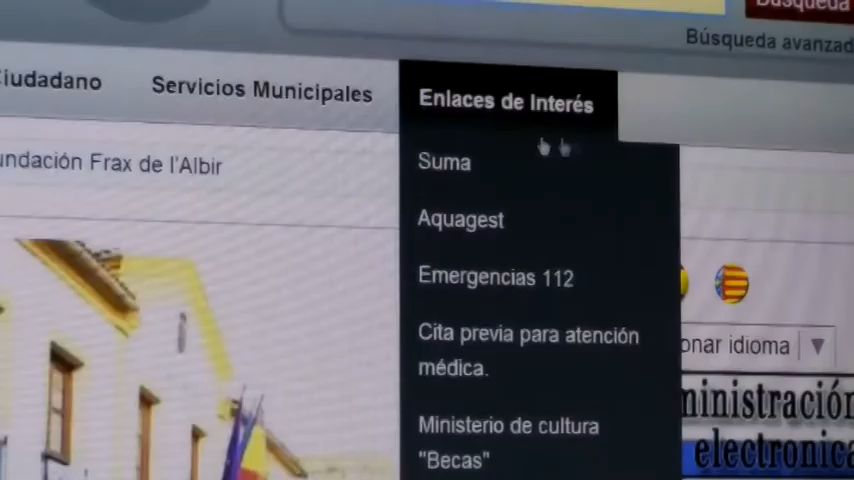 Búsqueda
Búsqueda avanzad
Ciudadano
Servicios Municipales
Enlaces de Interés
undación Frax de l'Albir
Suma
Aquagest
Emergencias 112
Cita previa para atención
médica.
Ministerio de cultura
"Becas"
onar idioma
ministración
electronica